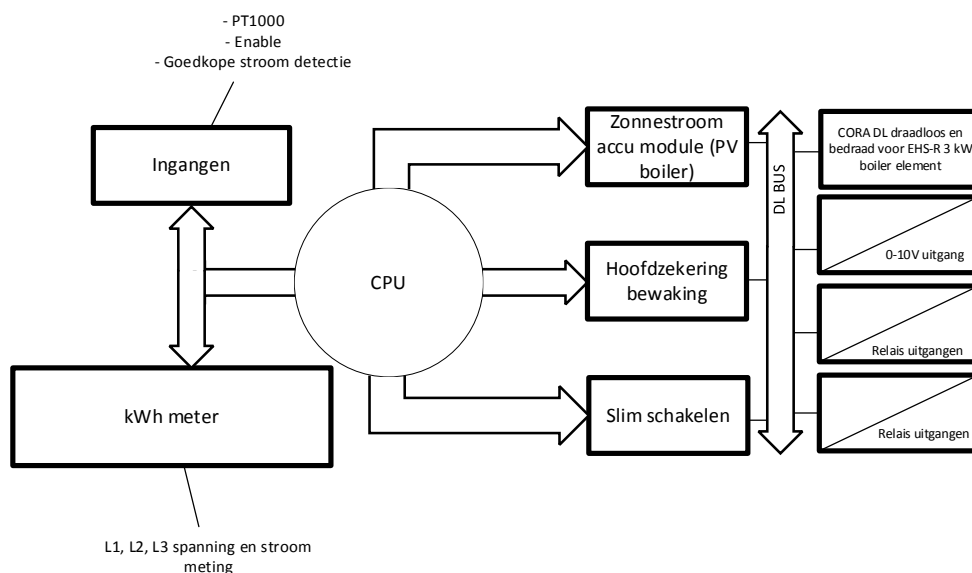 - PT1000
- Enable
- Goedkope stroom detectie
Ingangen
kWh meter
L1, L2, L3 spanning en stroom
meting
CPU
Zonnestroom
accu module (PV
boiler)
Hoofdzekering
bewaking
Slim schakelen
DL BUS
CORA DL draadloos en
bedraad voor EHS-R 3 kW
boiler element
0-10V uitgang
Relais uitgangen
Relais uitgangen